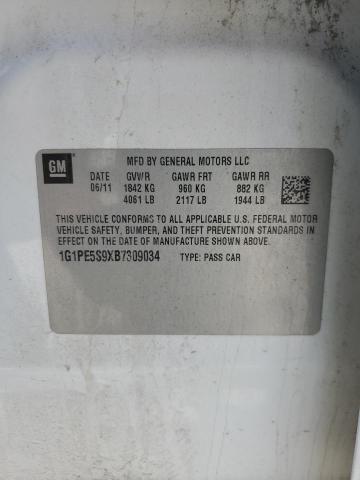 GM
MFD BY GENERAL MOTORS LLC
DATE GVWR GAWR FRT GAWR RR
06/11 1842 KG 960 KG 882 KG
4061 LB 2117 LB 1944 LB
THIS VEHICLE CONFORMS TO ALL APPLICABLE U.S. FEDERAL MOTOR
VEHICLE SAFETY, BUMPER, AND THEFT PREVENTION STANDARDS
IN EFFECT ON THE DATE OF MANUFACTURE SHOWN ABOVE.
1G1PE5S9XB7309034 TYPE: PASS CAR